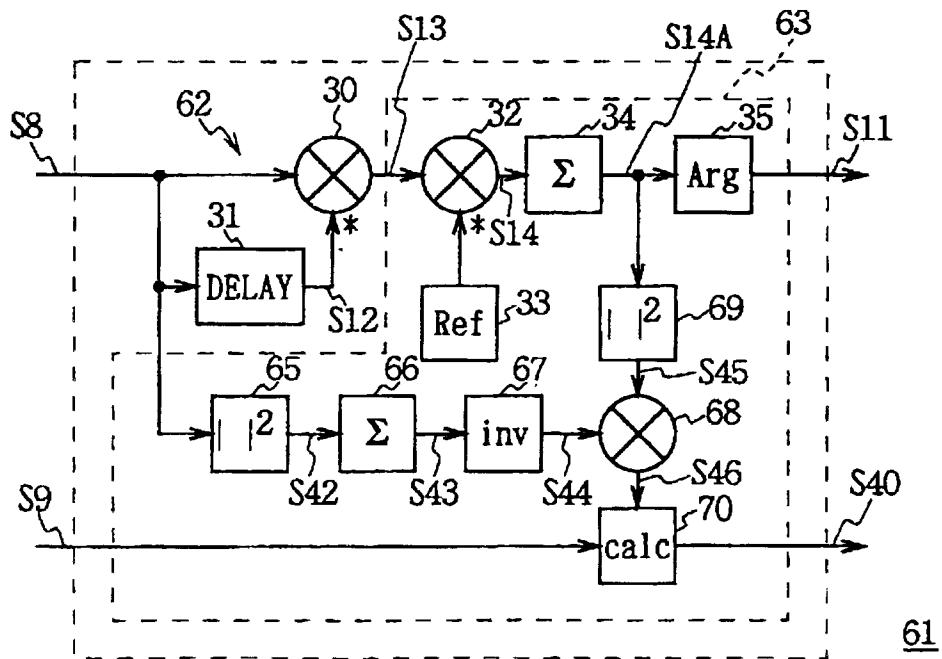 S13
S14A
63
30
62
32
34
35
S8
S11
Σ
Arg
*
*
S14
31
DELAY
S12
Ref
33
| |2
69
S45
65
66
67
| |2
Σ
inv
68
S42
S43
S44
S46
S9
S40
70
calc
61